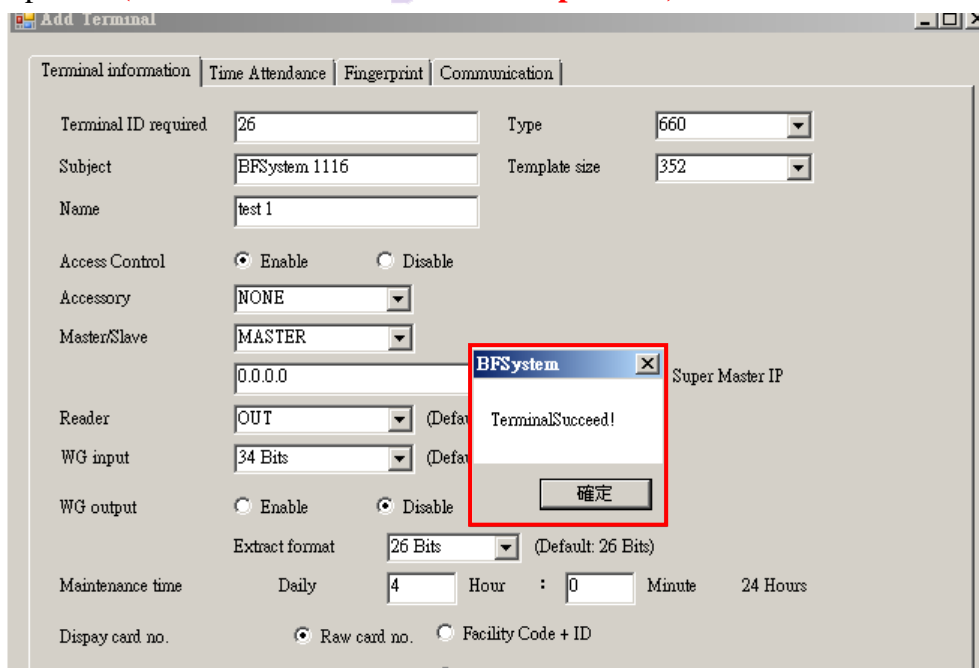 Add Terminal
Terminal information Time Attendance Fingerprint Communication
Terminal ID required 26 Type 660
Subject BFSystem 1116 Template size 352
Name test 1
Access Control Enable Disable
Accessory NONE
Master/Slave MASTER
BFSystem
0.0.0.0 Super Master IP
Reader OUT TerminalSucceed!
WG input 34 Bits
確定
WG output Enable Disable
Extract format 26 Bits (Default: 26 Bits)
Maintenance time Daily 4 Hour : 0 Minute 24 Hours
Dispay card no. Raw card no. Facility Code + ID